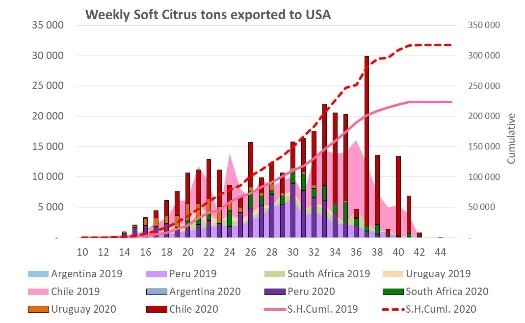 Weekly Soft Citrus tons exported to USA
35 000
30 000
25 000
20 000
15 000
10 000
5 000
-
350 000
300 000
250 000
200 000
150 000
100 000
50 000
-
Cumulative
10 12 14 16 18 20 22 24 26 28 30 32 34 36 38 40 42 44
Argentina 2019 Peru 2019 South Africa 2019 Uruguay 2019
Chile 2019 Argentina 2020 Peru 2020 South Africa 2020
Uruguay 2020 Chile 2020 S.H.Cuml. 2019 S.H.Cuml. 2020